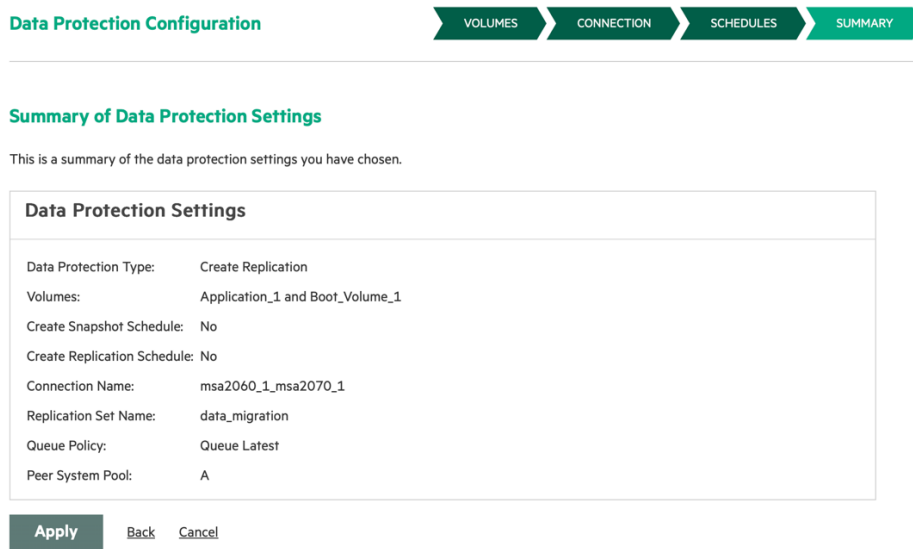 Data Protection Configuration
VOLUMES
CONNECTION
SCHEDULES
SUMMARY
Summary of Data Protection Settings
This is a summary of the data protection settings you have chosen.
Data Protection Settings
Data Protection Type: Create Replication
Volumes: Application_1 and Boot_Volume_1
Create Snapshot Schedule: No
Create Replication Schedule: No
Connection Name: msa2060_1_msa2070_1
Replication Set Name: data_migration
Queue Policy: Queue Latest
Peer System Pool: A
Apply Back Cancel